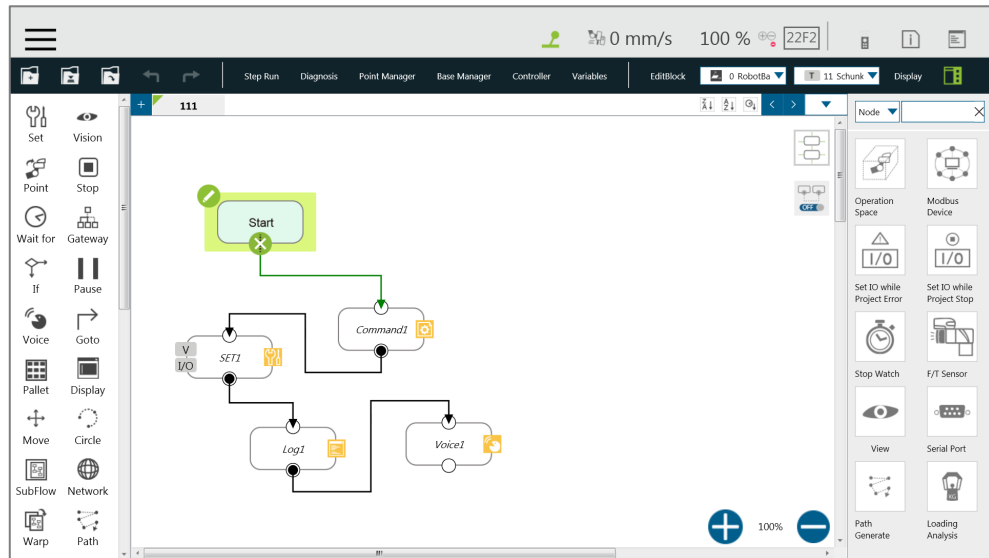 0 mm/s 100 % 22F2
Step Run Diagnosis Point Manager Base Manager Controller Variables EditBlock 0 RobotBa T 11 Schunk Display
+ 111
Node
Set Vision
Point Stop
Wait for Gateway
If Pause
Voice Goto
Pallet Display
Move Circle
SubFlow Network
Warp Path
Start
Command1
V
I/O
SET1
Log1
Voice1
OFF
100%
Operation
Space
Modbus
Device
I/O
I/O
Set IO while
Project Error
Set IO while
Project Stop
Stop Watch F/T Sensor
View Serial Port
KG
Path
Generate
Loading
Analysis